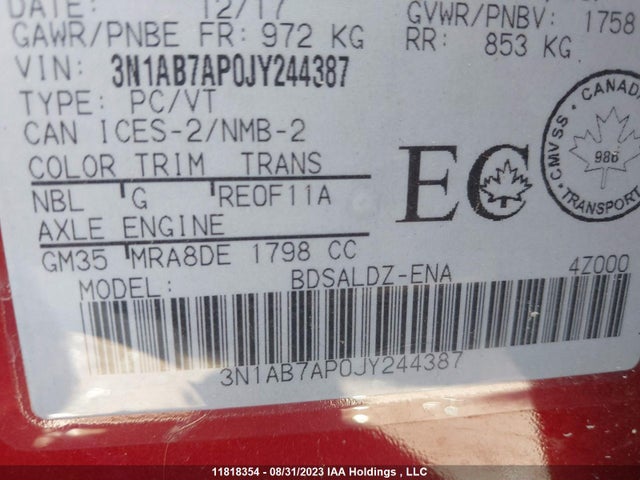 DATE: 12/17
GVWR/PNBV: 1758
GAWR/PNBE FR: 972 KG
RR: 853 KG
VIN: 3N1AB7AP0JY244387
TYPE: PC/VT
CAN ICES-2/NMB-2
COLOR TRIM TRANS
NBL G RE0F11A
AXLE ENGINE
GM35 MRA8DE 1798 CC
EC
CANADA
CMVSS
986
TRANSPORT
MODEL: BDSALDZ-ENA 4Z000
3N1AB7AP0JY244387
11818354 - 08/31/2023 IAA Holdings , LLC